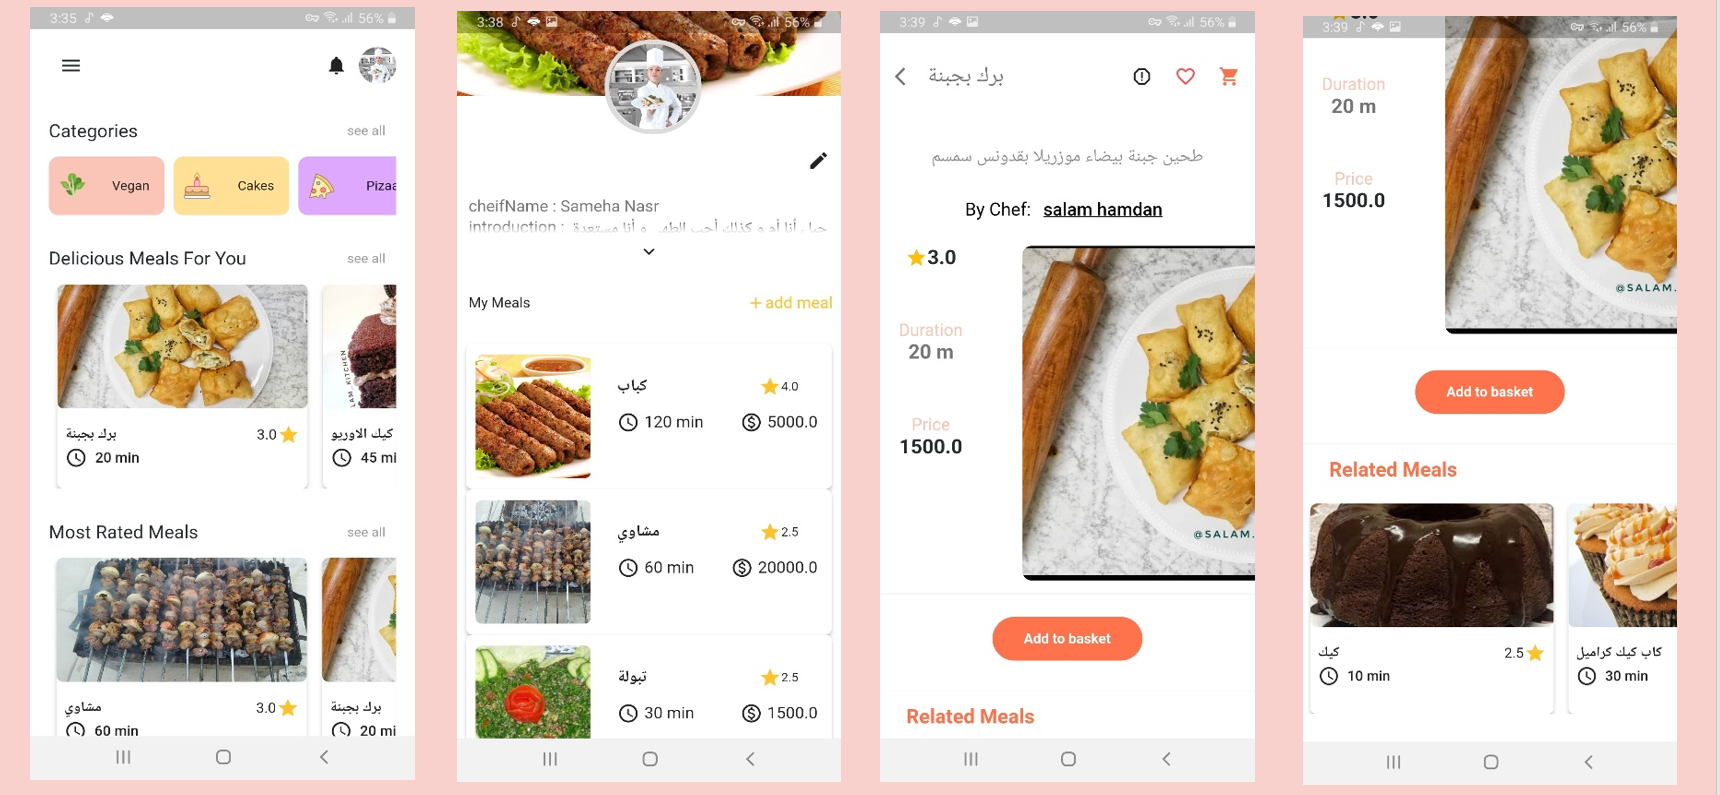 3:35
56%
Categories
see all
Vegan
Cakes
Pizaa
Delicious Meals For You
see all
برك بجبنة
3.0
20 min
كيك الاوريو
45 mi
Most Rated Meals
see all
مشاوي
3.0
60 min
برك بجبنة
20 mi
3:38
56%
cheifName : Sameha Nasr
introduction :
My Meals
+ add meal
كباب
4.0
120 min
5000.0
مشاوي
2.5
60 min
20000.0
تبولة
2.5
30 min
1500.0
3:39
56%
برك بجبنة
طحين جبنة بيضاء موزريلا بقدونس سمسم
By Chef: salam hamdan
3.0
Duration
20 m
Price
1500.0
@SALAM.
Add to basket
Related Meals
3:39
56%
Duration
20 m
Price
1500.0
@SALAM.
Add to basket
Related Meals
كيك
2.5
10 min
كاب كيك كراميل
30 min